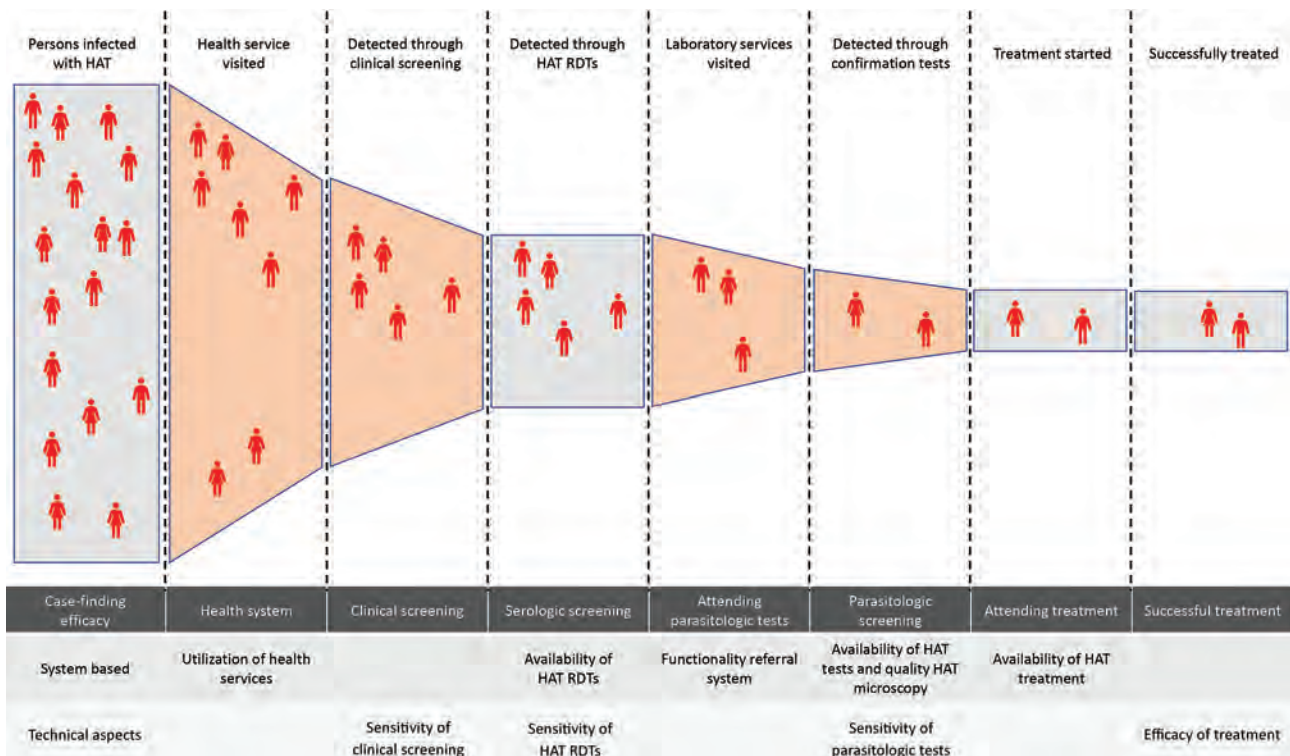 Persons infected
with HAT
Health service
visited
Detected through
clinical screening
Detected through
HAT RDTs
Laboratory services
visited
Detected through
confirmation tests
Treatment started
Successfully treated
Case-finding
efficacy
Health system
Clinical screening
Serologic screening
Attending
parasitologic tests
Parasitologic
screening
Attending treatment
Successful treatment
System based
Utilization of health
services
Availability of
HAT RDTs
Functionality referral
system
Availability of HAT
tests and quality HAT
microscopy
Availability of HAT
treatment
Technical aspects
Sensitivity of
clinical screening
Sensitivity of
HAT RDTs
Sensitivity of
parasitologic tests
Efficacy of treatment